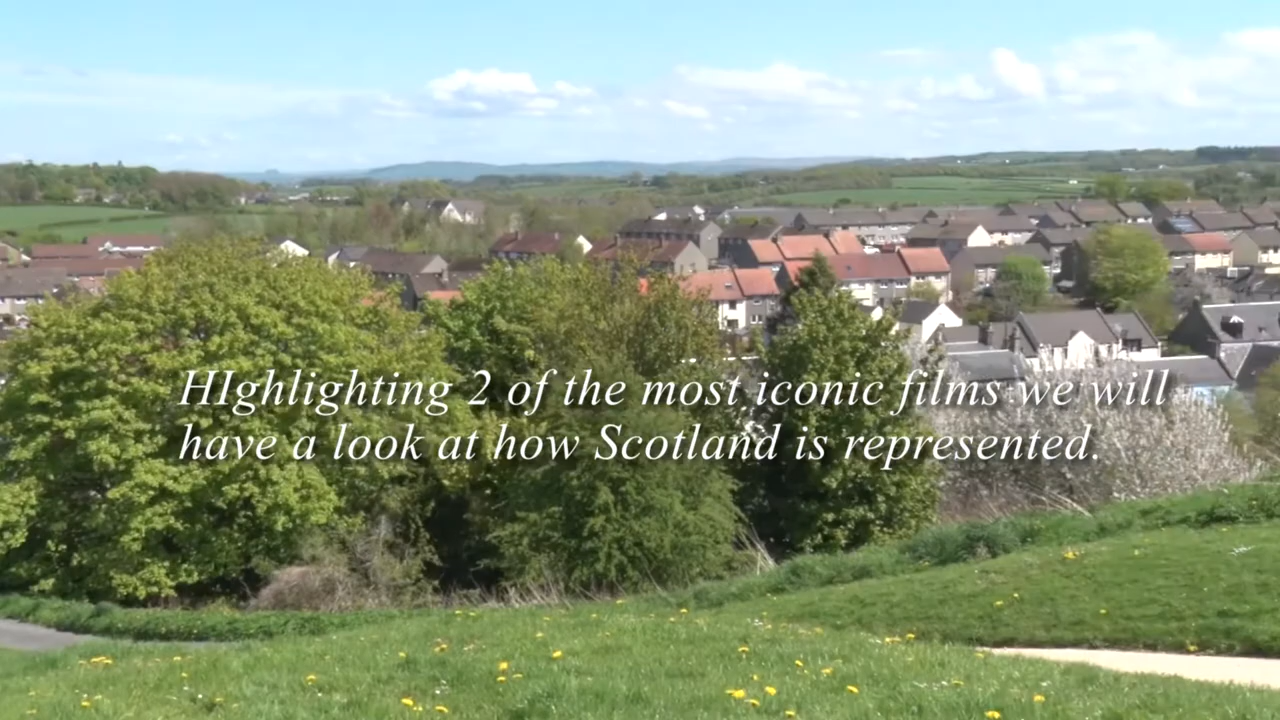 HIghlighting 2 of the most iconic films we will
have a look at how Scotland is represented.